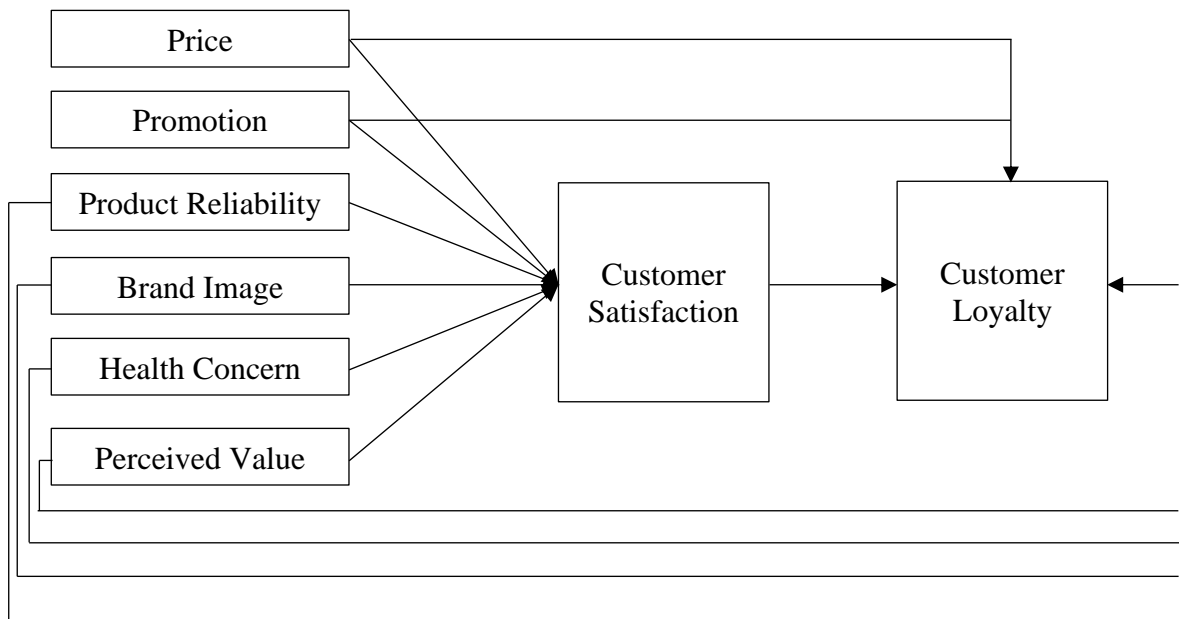 Price
Promotion
Product Reliability
Brand Image
Health Concern
Perceived Value
Customer
Satisfaction
Customer
Loyalty